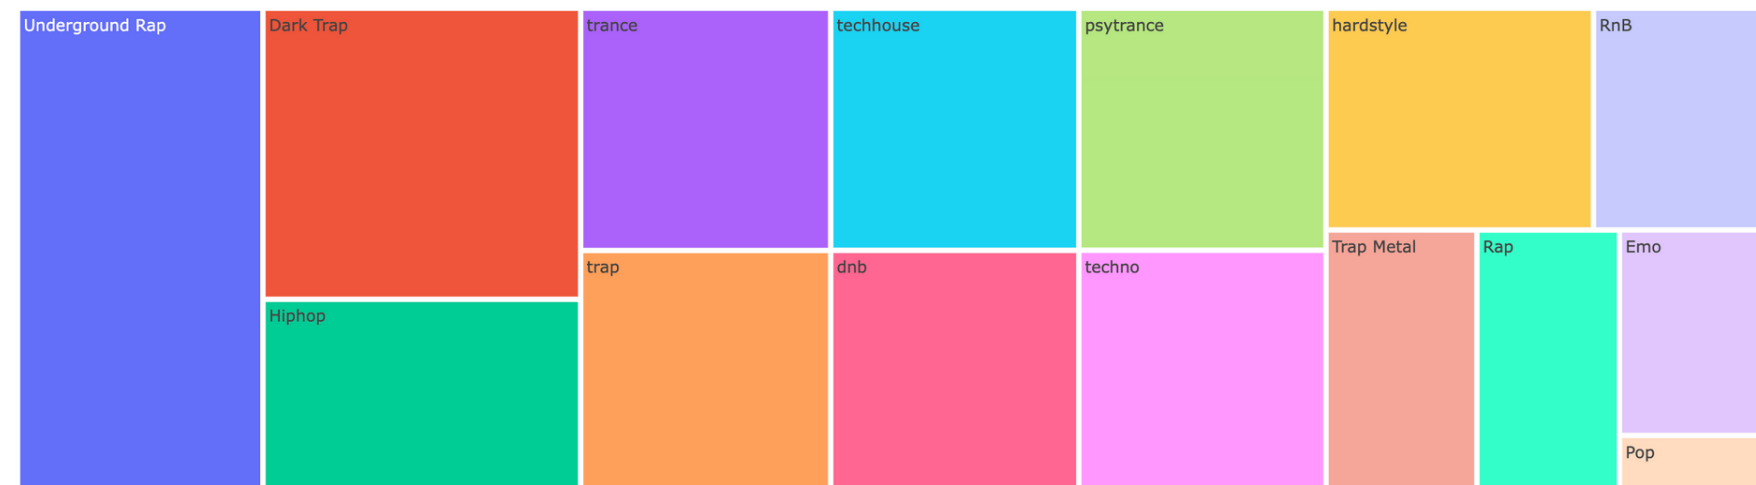 Underground Rap
Dark Trap
trance
techhouse
psytrance
hardstyle
RnB
Trap Metal
Rap
Emo
trap
dnb
techno
Hiphop
Pop